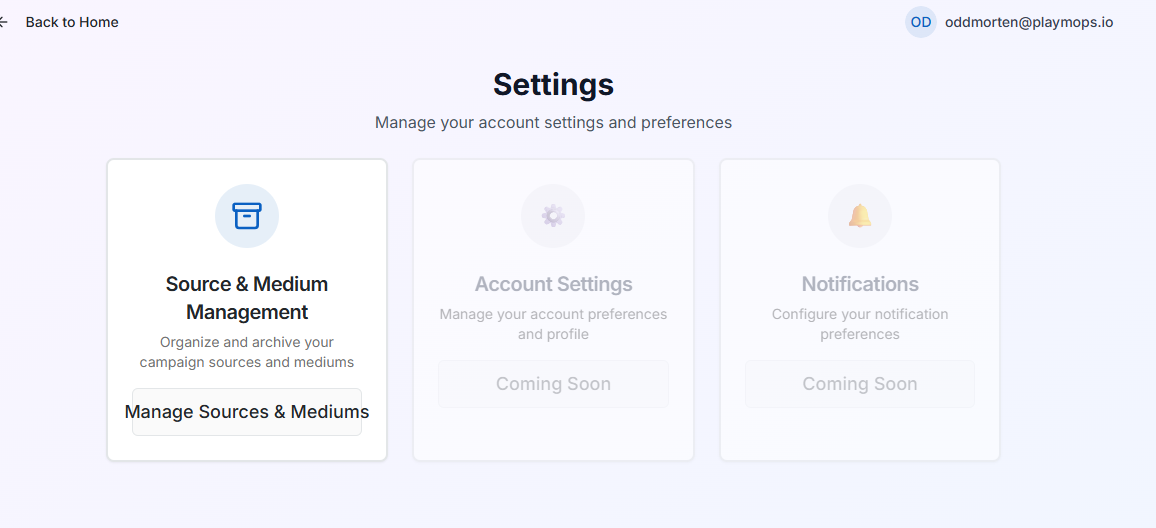 Back to Home
OD oddmorten@playmops.io
Settings
Manage your account settings and preferences
Source & Medium
Management
Organize and archive your
campaign sources and mediums
Manage Sources & Mediums
Account Settings
Manage your account preferences
and profile
Coming Soon
Notifications
Configure your notification
preferences
Coming Soon